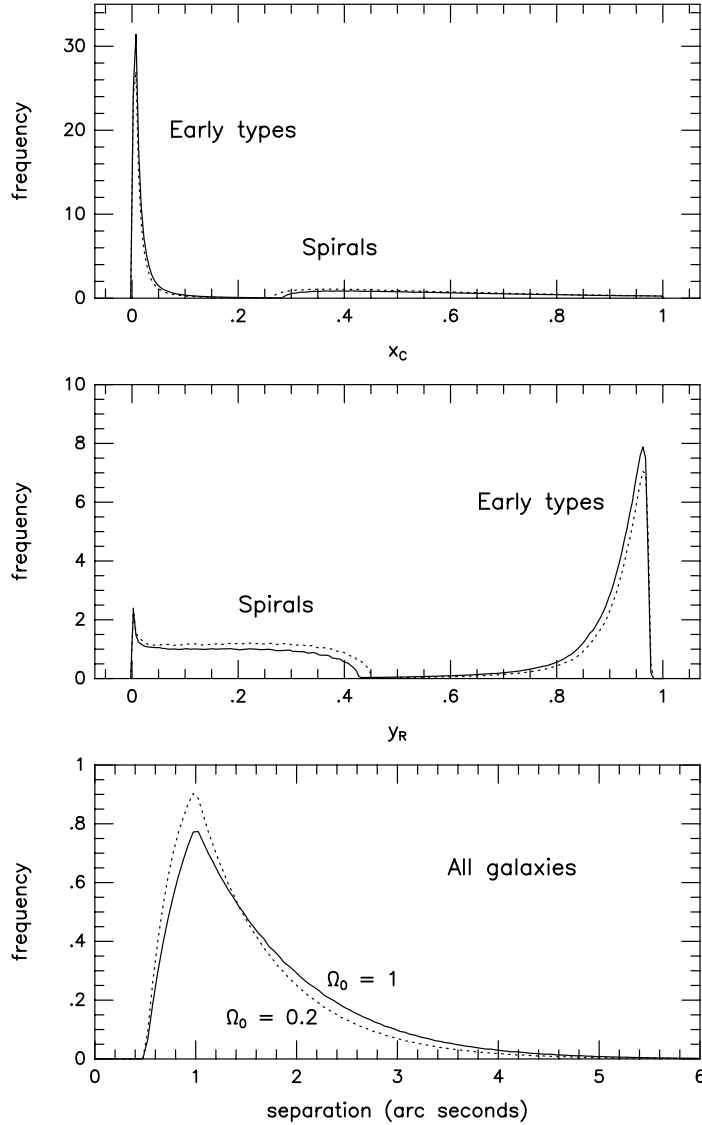 30
20
10
0
frequency
Early types
Spirals
0 .2 .4 .6 .8 1
x_C
10
8
6
4
2
0
frequency
Early types
Spirals
0 .2 .4 .6 .8 1
y_R
1
.8
.6
.4
.2
0
frequency
All galaxies
Ω₀ = 1
Ω₀ = 0.2
0 1 2 3 4 5 6
separation (arc seconds)